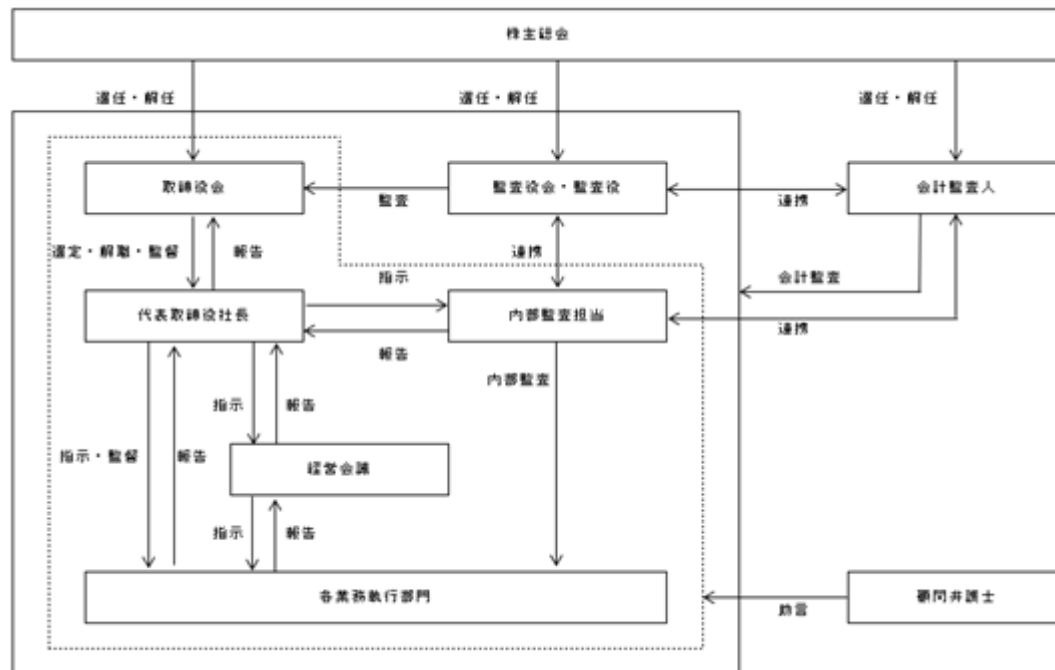 株主総会
選任・解任
選任・解任
選任・解任
取締役会
監査
監査役会・監査役
連携
会計監査人
選定・解職・監督
報告
連携
指示
会計監査
代表取締役社長
報告
内部監査担当
連携
内部監査
指示
報告
指示・監督
報告
経営会議
指示
報告
各業務執行部門
助言
顧問弁護士